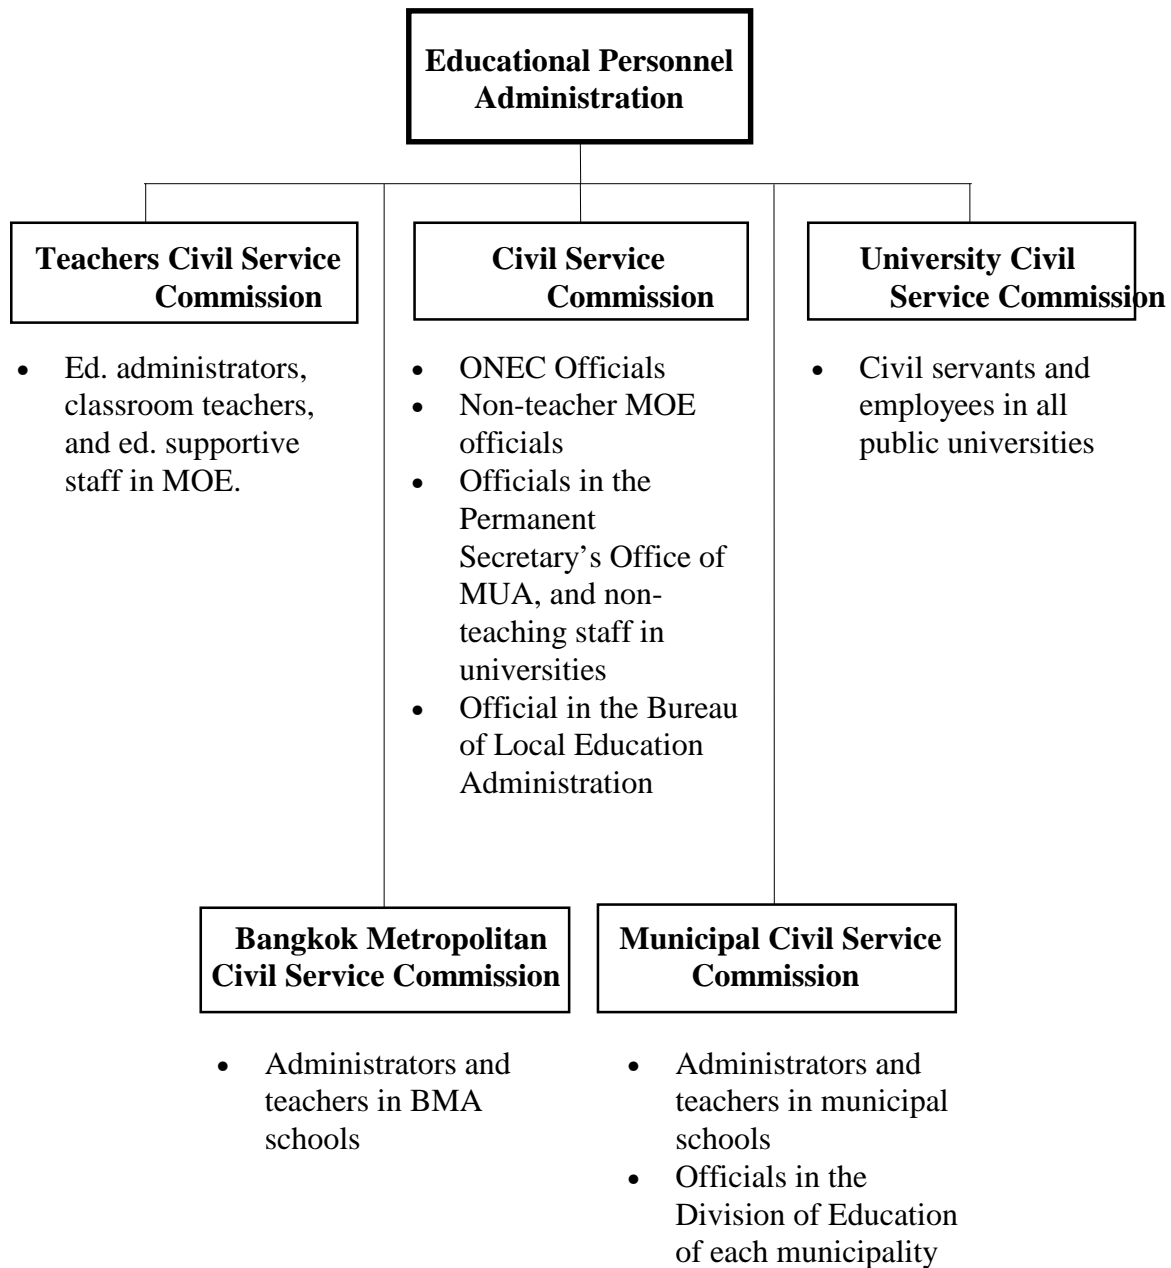 Educational Personnel
Administration
Teachers Civil Service
Commission
• Ed. administrators,
classroom teachers,
and ed. supportive
staff in MOE.
Civil Service
Commission
• ONEC Officials
• Non-teacher MOE
officials
• Officials in the
Permanent
Secretary’s Office of
MUA, and non-
teaching staff in
universities
• Official in the Bureau
of Local Education
Administration
University Civil
Service Commission
• Civil servants and
employees in all
public universities
Bangkok Metropolitan
Civil Service Commission
• Administrators and
teachers in BMA
schools
Municipal Civil Service
Commission
• Administrators and
teachers in municipal
schools
• Officials in the
Division of Education
of each municipality